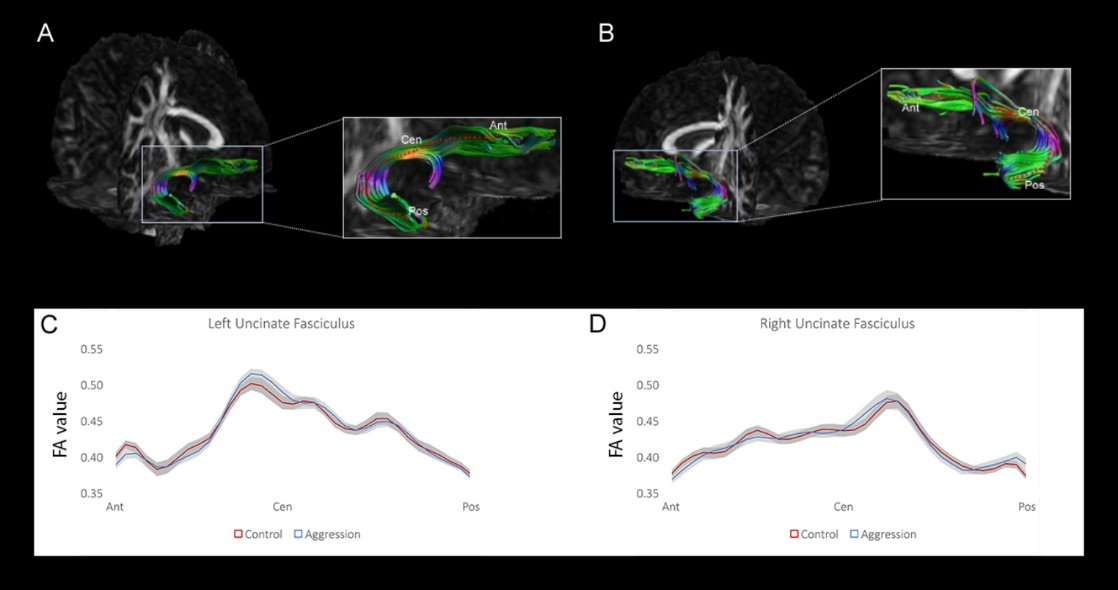 A
B
Ant
Cen
Pos
Ant
Cen
Pos
C
Left Uncinate Fasciculus
0.55
0.50
0.45
0.40
0.35
FA value
Ant
Cen
Pos
Control
Aggression
D
Right Uncinate Fasciculus
0.55
0.50
0.45
0.40
0.35
FA value
Ant
Cen
Pos
Control
Aggression